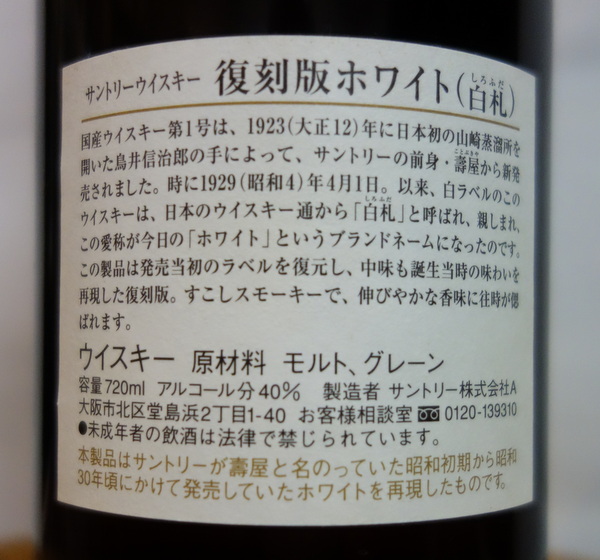 サントリーウイスキー 復刻版ホワイト(白札)
しろふだ
国産ウイスキー第1号は、1923(大正12)年に日本初の山崎蒸溜所を
開いた鳥井信治郎の手によって、サントリーの前身・壽屋から新発
ことぶきや
売されました。時に1929(昭和4)年4月1日。以来、白ラベルのこの
ウイスキーは、日本のウイスキー通から「白札」と呼ばれ、親しまれ、
しろふだ
この愛称が今日の「ホワイト」というブランドネームになったのです。
この製品は発売当初のラベルを復元し、中味も誕生当時の味わいを
再現した復刻版。すこしスモーキーで、伸びやかな香味に往時が偲
ばれます。
ウイスキー 原材料 モルト、グレーン
容量720ml アルコール分40% 製造者 サントリー株式会社A
大阪市北区堂島浜2丁目1-40 お客様相談室 0120-139310
●未成年者の飲酒は法律で禁じられています。
本製品はサントリーが壽屋と名のっていた昭和初期から昭和
30年頃にかけて発売していたホワイトを再現したものです。